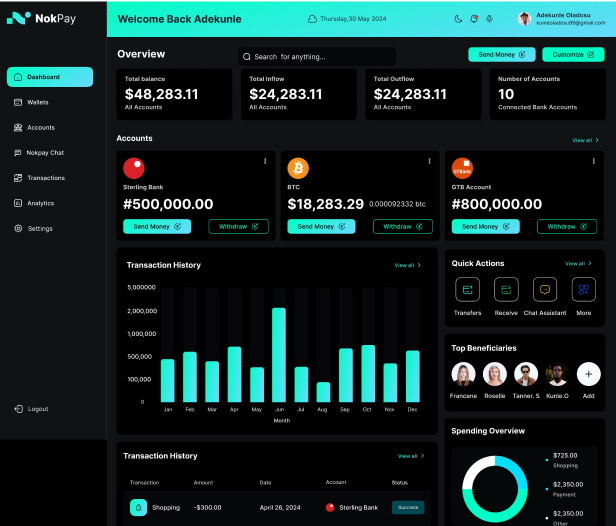 NokPay
Welcome Back Adekunle
Thursday,30 May 2024
Adekunle Oladosu
kunleoladosu99@gmail.com
Overview
Search for anything...
Send Money
Customize
Dashboard
Wallets
Accounts
Nokpay Chat
Transactions
Analytics
Settings
Logout
Total balance
$48,283.11
All Accounts
Total Inflow
$24,283.11
All Accounts
Total Outflow
$24,283.11
All Accounts
Number of Accounts
10
Connected Bank Accounts
Accounts
View all
Sterling Bank
#500,000.00
Send Money
Withdraw
BTC
$18,283.29 0.000092332 btc
Send Money
Withdraw
GTBank
GTB Account
#800,000.00
Send Money
Withdraw
Transaction History
View all
5,000000
2,000,000
1,000,000
500,000
100,000
0
Jan Feb Mar Apr May Jun Jul Aug Sep Oct Nov Dec
Month
Quick Actions
View all
Transfers
Receive
Chat Assistant
More
Top Beneficiaries
Francene
Roselle
Tanner. S
Kunle.O
Add
Transaction History
View all
Transaction Amount Date Account Status
Shopping -$300.00 April 26, 2024 Sterling Bank Success
Spending Overview
$725.00
Shopping
$2,350.00
Payment
$2,350.00
Other